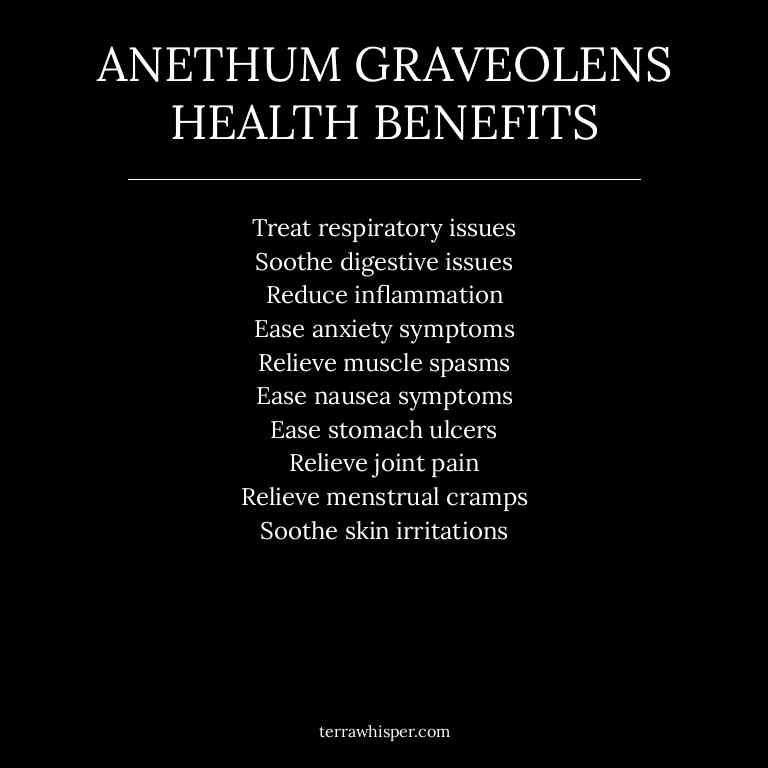 ANETHUM GRAVEOLENS
HEALTH BENEFITS
Treat respiratory issues
Soothe digestive issues
Reduce inflammation
Ease anxiety symptoms
Relieve muscle spasms
Ease nausea symptoms
Ease stomach ulcers
Relieve joint pain
Relieve menstrual cramps
Soothe skin irritations
terrawhisper.com